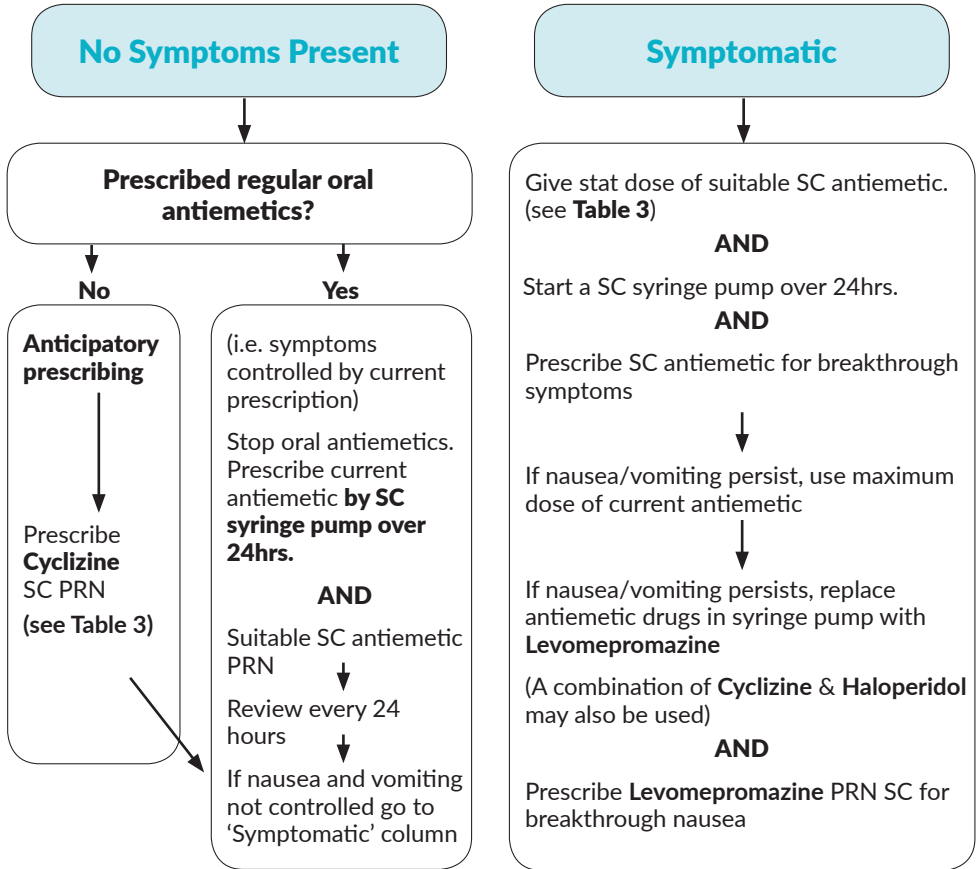 No Symptoms Present
Prescribed regular oral
antiemetics?
No
Anticipatory
prescribing
Prescribe
Cyclizine
SC PRN
(see Table 3)
Yes
(i.e. symptoms
controlled by current
prescription)
Stop oral antiemetics.
Prescribe current
antiemetic by SC
syringe pump over
24hrs.
AND
Suitable SC antiemetic
PRN
Review every 24
hours
If nausea and vomiting
not controlled go to
‘Symptomatic’ column
Symptomatic
Give stat dose of suitable SC antiemetic.
(see Table 3)
AND
Start a SC syringe pump over 24hrs.
AND
Prescribe SC antiemetic for breakthrough
symptoms
If nausea/vomiting persist, use maximum
dose of current antiemetic
If nausea/vomiting persists, replace
antiemetic drugs in syringe pump with
Levomepromazine
(A combination of Cyclizine & Haloperidol
may also be used)
AND
Prescribe Levomepromazine PRN SC for
breakthrough nausea